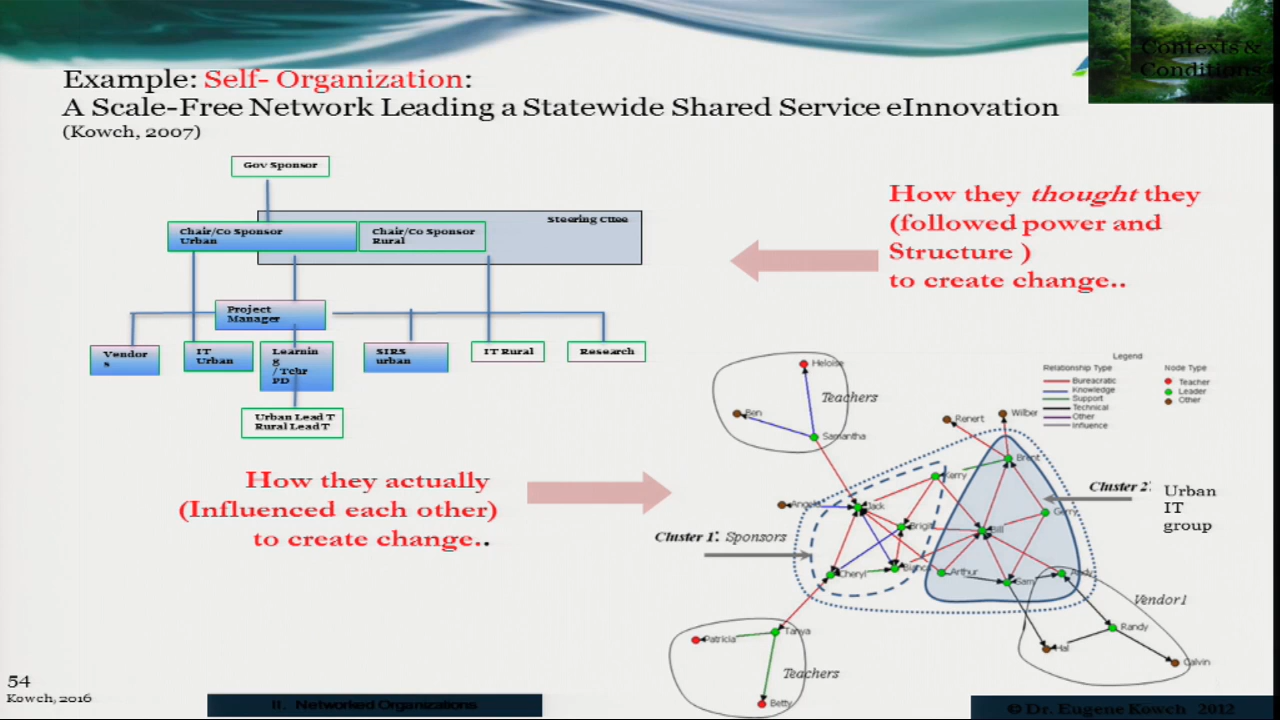 Contexts &
Conditions
Example: Self- Organization:
A Scale-Free Network Leading a Statewide Shared Service eInnovation
(Kowch, 2007)
Gov Sponsor
Steering Cttee
Chair/Co Sponsor
Urban
Chair/Co Sponsor
Rural
Project
Manager
Vendor
s
IT
Urban
Learnin
g
/ Tchr
PD
SIRS
urban
IT Rural
Research
Urban Lead T
Rural Lead T
How they thought they
(followed power and
Structure )
to create change..
How they actually
(Influenced each other)
to create change..
Legend
Relationship Type
Bureacratic
Knowledge
Support
Technical
Other
Influence
Node Type
Teacher
Leader
Other
Heloise
Teachers
Ben
Samantha
Renert
Wilber
Brent
Kerry
Cluster 2:
Urban
IT
group
Angela
Jack
Gerry
Bill
Cluster 1: Sponsors
Cheryl
Bianca
Arthur
Sam
Andy
Vendor1
Randy
Hal
Calvin
Patricia
Tanya
Teachers
Betty
54
Kowch, 2016
II. Networked Organizations
© Dr. Eugene Kowch 2012